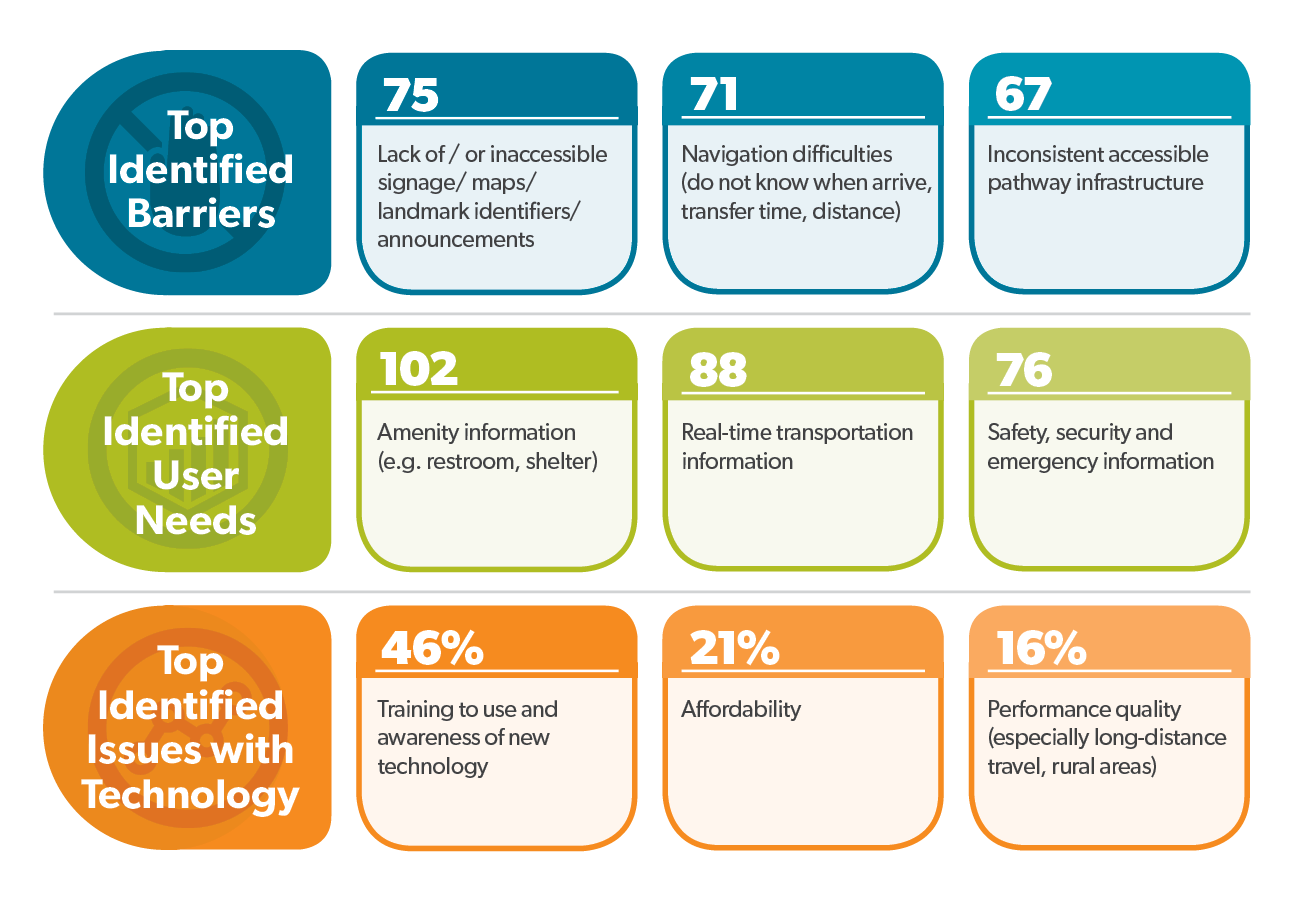 Top
Identified
Barriers
75
Lack of / or inaccessible
signage/ maps/
landmark identifiers/
announcements
71
Navigation difficulties
(do not know when arrive,
transfer time, distance)
67
Inconsistent accessible
pathway infrastructure
Top
Identified
User
Needs
102
Amenity information
(e.g. restroom, shelter)
88
Real-time transportation
information
76
Safety, security and
emergency information
Top
Identified
Issues with
Technology
46%
Training to use and
awareness of new
technology
21%
Affordability
16%
Performance quality
(especially long-distance
travel, rural areas)